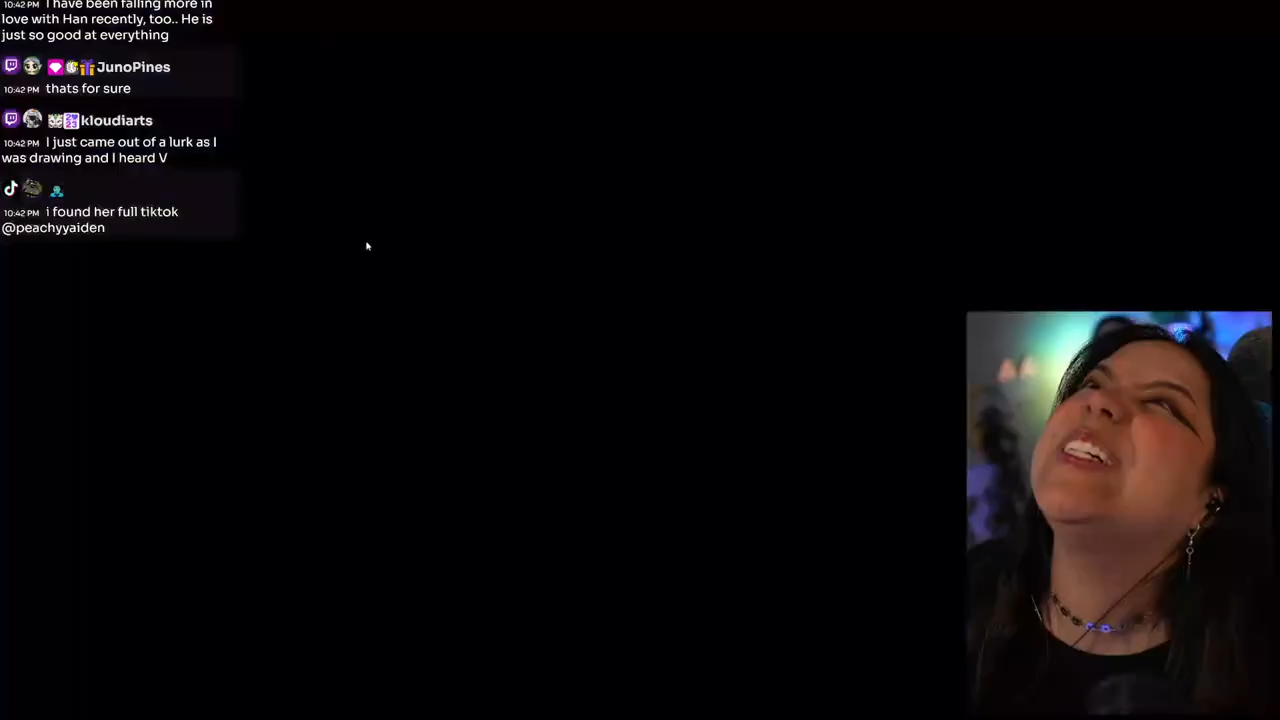 10:42 PM I have been falling more in
love with Han recently, too.. He is
just so good at everything
JunoPines
10:42 PM thats for sure
kloudiarts
10:42 PM I just came out of a lurk as I
was drawing and I heard V
10:42 PM i found her full tiktok
@peachyyaiden